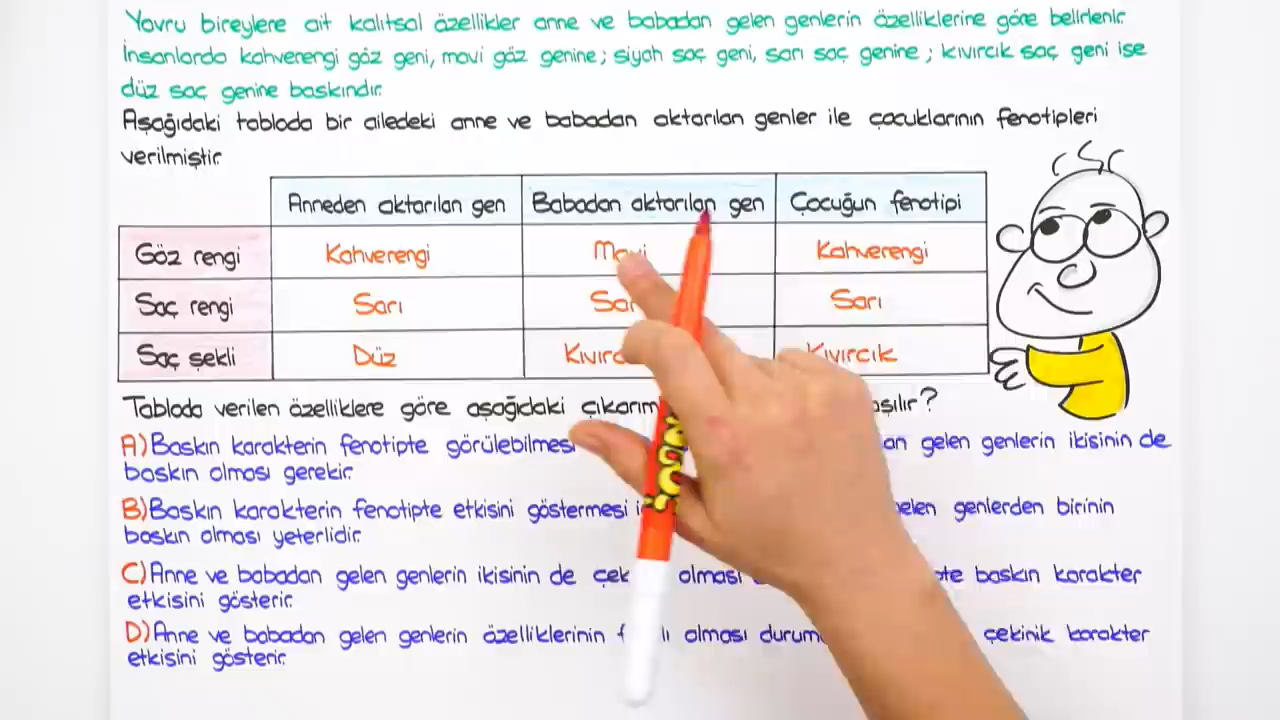 Yavru bireylere ait kalıtsal özellikler anne ve babadan gelen genlerin özelliklerine göre belirlenir.
İnsanlarda kahverengi göz geni, mavi göz genine; siyah saç geni, sarı saç genine; kıvırcık saç geni ise
düz saç genine baskındır.
Aşağıdaki tabloda bir ailedeki anne ve babadan aktarılan genler ile çocuklarının fenotipleri
verilmiştir.
Anneden aktarılan gen Babadan aktarılan gen Çocuğun fenotipi
Göz rengi Kahverengi Mavi Kahverengi
Saç rengi Sarı Sarı
Saç şekli Düz Kıvırcık
Tabloda verilen özelliklere göre aşağıdaki
A) Baskın karakterin fenotipte görülebilmesi gelen genlerin ikisinin de
baskın olması gerekir.
B) Baskın karakterin fenotipte etkisini göstermesi genlerden birinin
baskın olması yeterlidir.
C) Anne ve babadan gelen genlerin ikisinin de olması baskın karakter
etkisini gösterir.
D) Anne ve babadan gelen genlerin özelliklerinin olması çekinik karakter
etkisini gösterir.